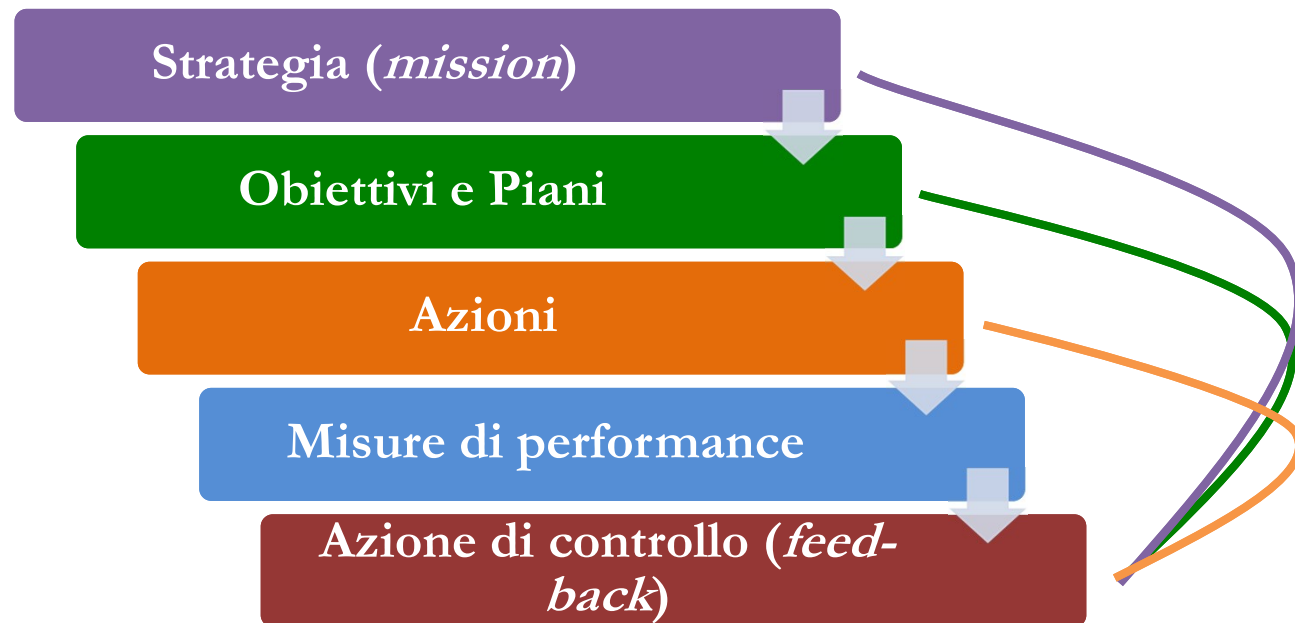 Strategia (mission)
Obiettivi e Piani
Azioni
Misure di performance
Azione di controllo (feed-
back)